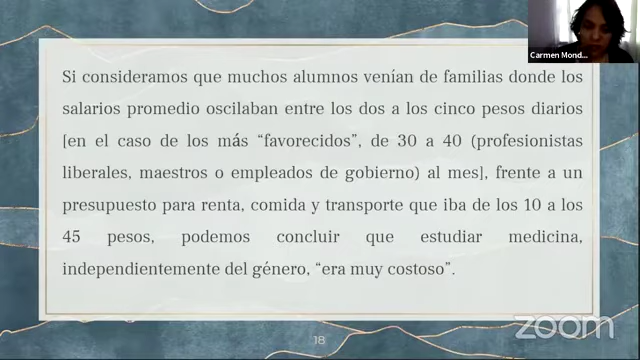 Carmen Mond...
Si consideramos que muchos alumnos venían de familias donde los
salarios promedio oscilaban entre los dos a los cinco pesos diarios
[en el caso de los más “favorecidos”, de 30 a 40 (profesionistas
liberales, maestros o empleados de gobierno) al mes], frente a un
presupuesto para renta, comida y transporte que iba de los 10 a los
45 pesos, podemos concluir que estudiar medicina,
independientemente del género, “era muy costoso”.
18
zoom